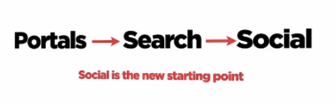 Portals → Search → Social
Social is the new starting point